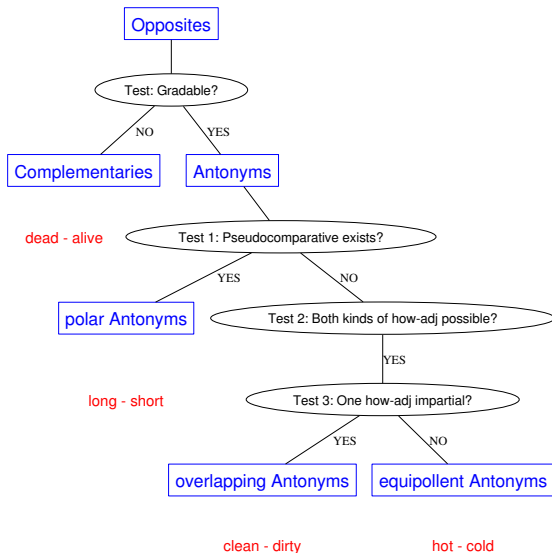 Opposites
Test: Gradable?
NO
YES
Complementaries
Antonyms
dead - alive
Test 1: Pseudocomparative exists?
YES
NO
polar Antonyms
Test 2: Both kinds of how-adj possible?
YES
long - short
Test 3: One how-adj impartial?
YES
NO
overlapping Antonyms
equipollent Antonyms
clean - dirty
hot - cold